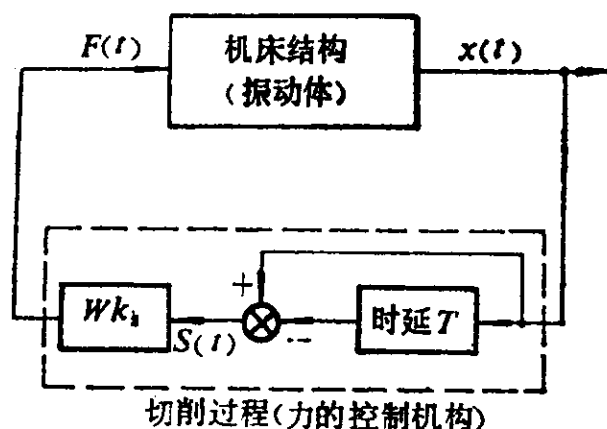 F(t)
机床结构
(振动体)
x(t)
+
Wk
S(t)
--
时延T
切削过程(力的控制机构)